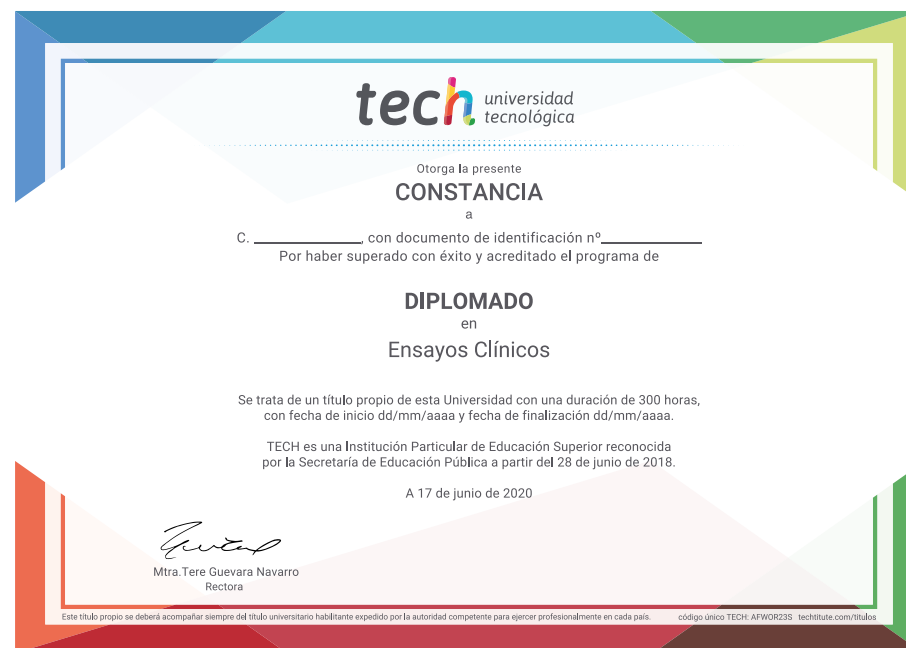 tech universidad
tecnológica
Otorga la presente
CONSTANCIA
a
C. ______________, con documento de identificación nº_____________
Por haber superado con éxito y acreditado el programa de
DIPLOMADO
en
Ensayos Clínicos
Se trata de un título propio de esta Universidad con una duración de 300 horas,
con fecha de inicio dd/mm/aaaa y fecha de finalización dd/mm/aaaa.
TECH es una Institución Particular de Educación Superior reconocida
por la Secretaría de Educación Pública a partir del 28 de junio de 2018.
A 17 de junio de 2020
Mtra.Tere Guevara Navarro
Rectora
Este título propio se deberá acompañar siempre del título universitario habilitante expedido por la autoridad competente para ejercer profesionalmente en cada país. código único TECH: AFWOR23S techtitute.com/titulos